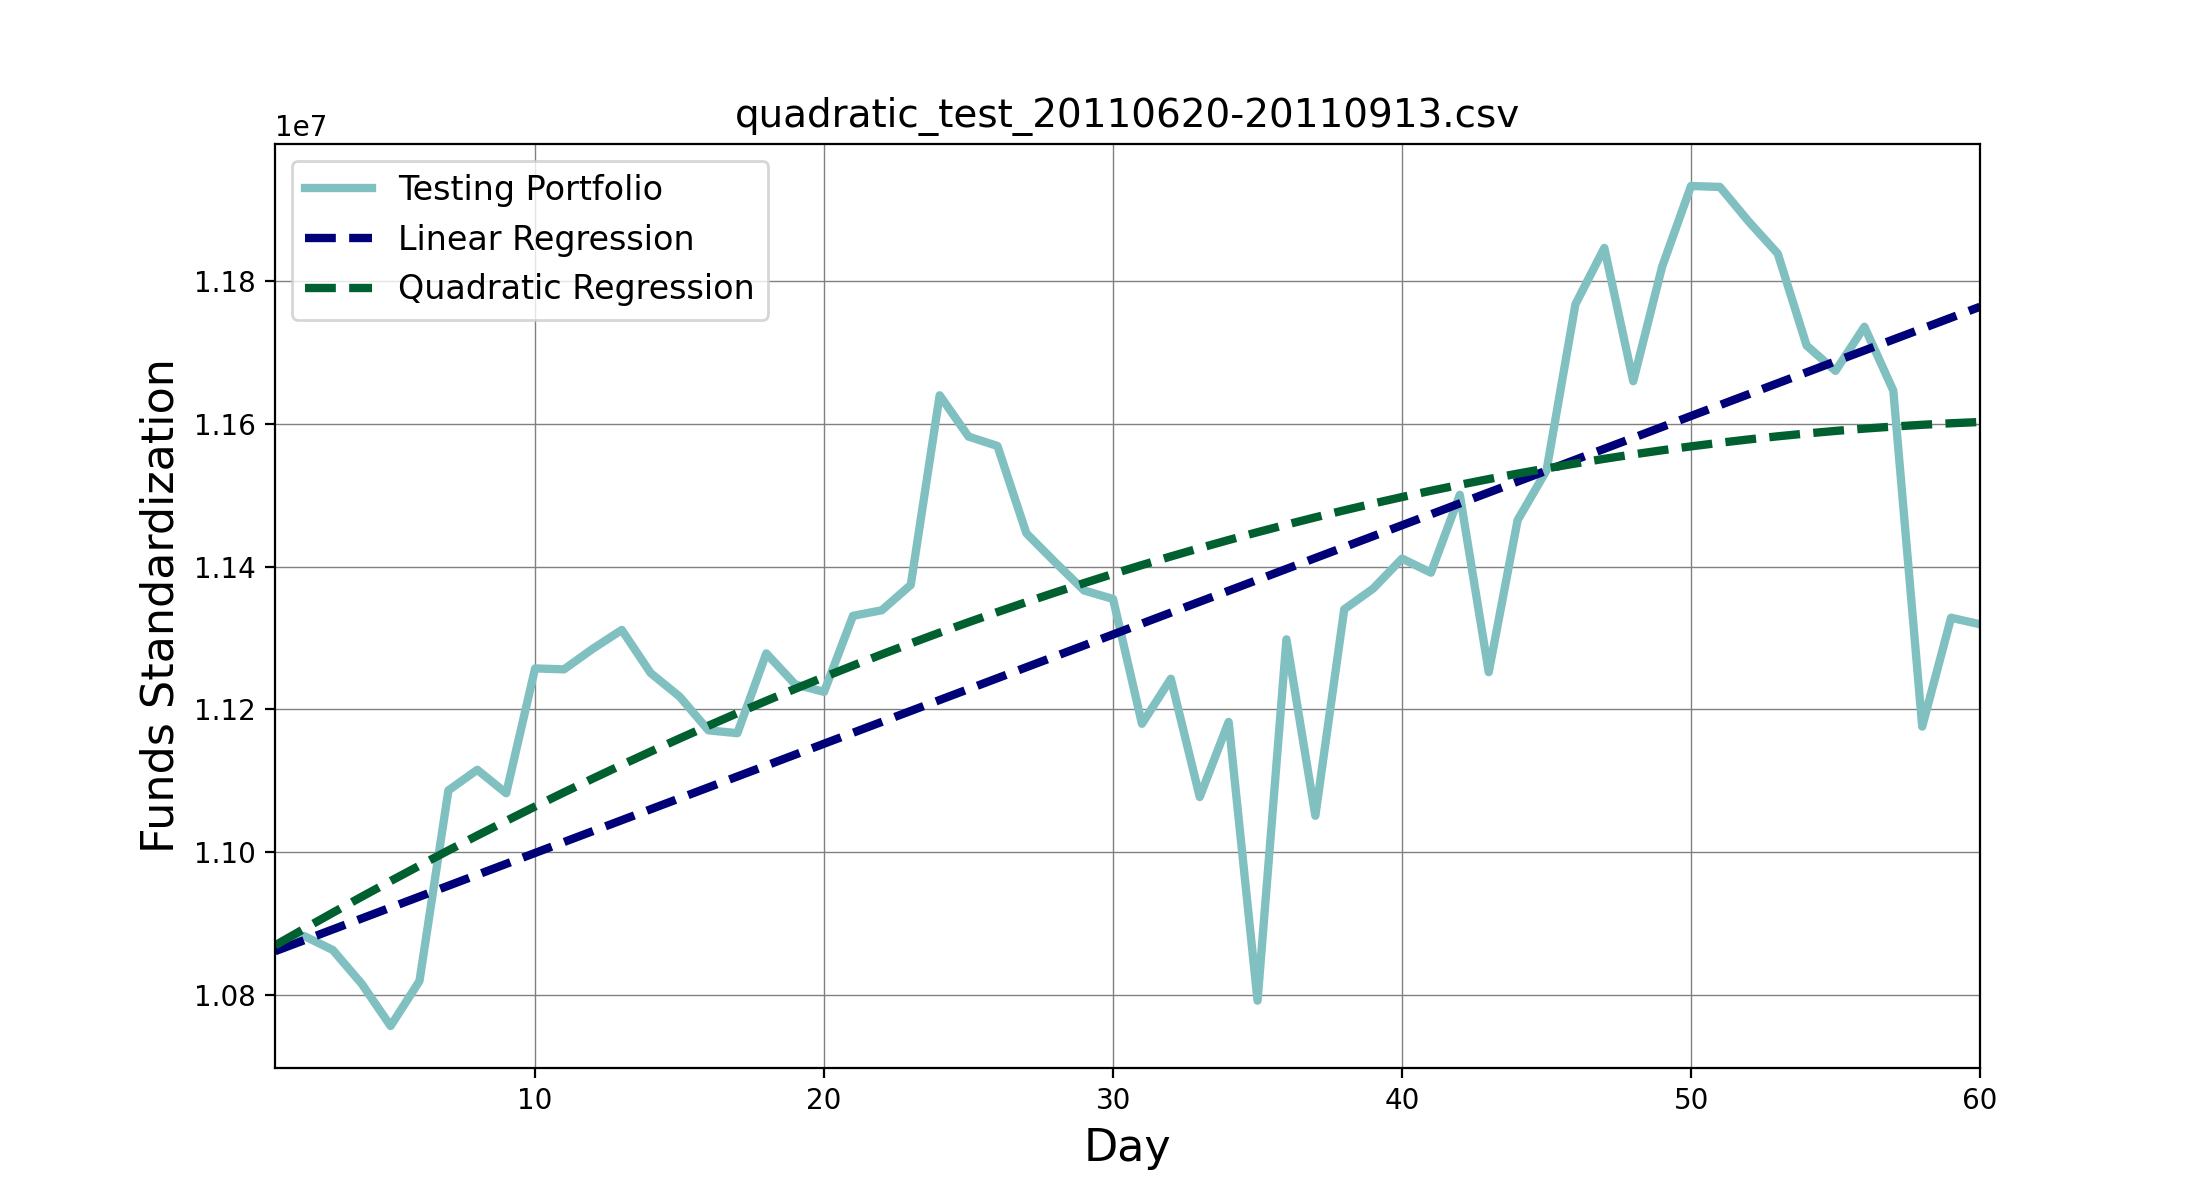 quadratic_test_20110620-20110913.csv
1e7
Testing Portfolio
Linear Regression
Quadratic Regression
1.18
1.16
1.14
1.12
1.10
1.08
Funds Standardization
10 20 30 40 50 60
Day